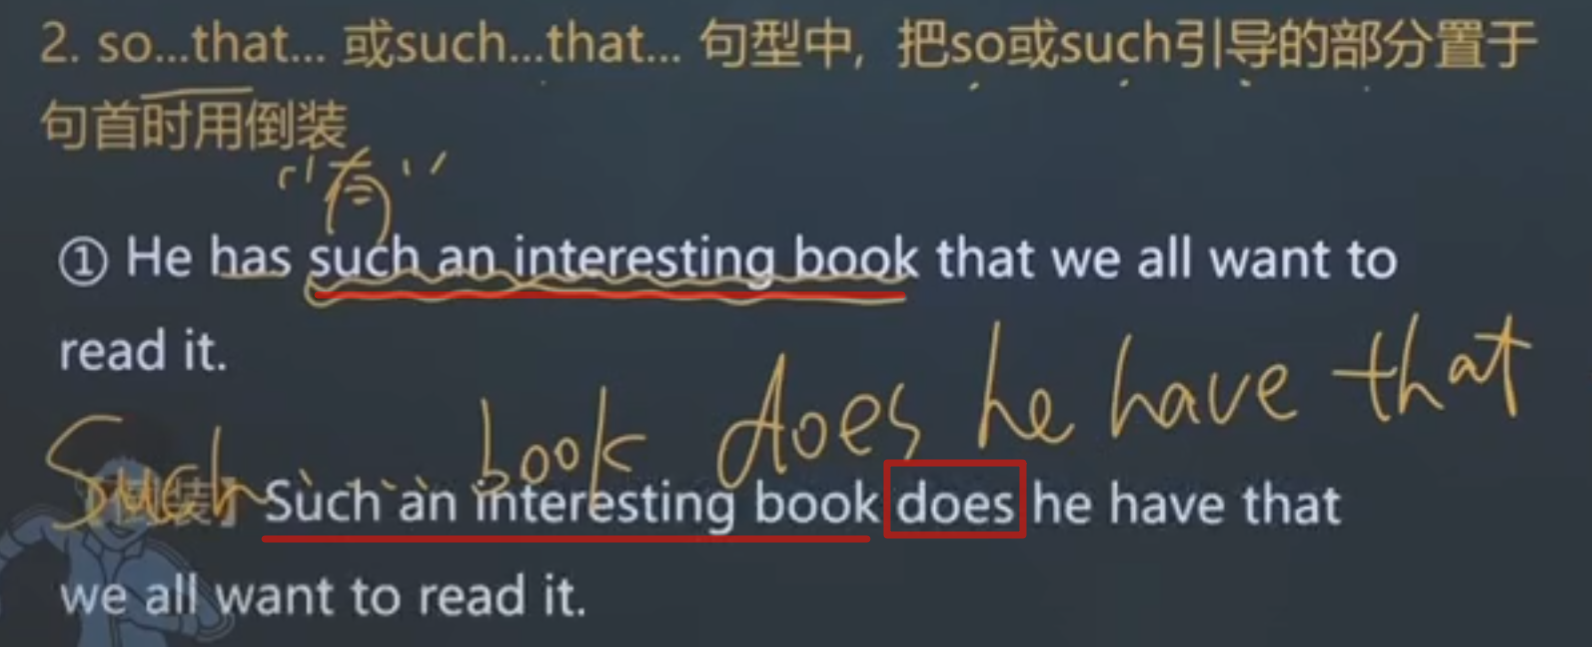 2. so...that... 或such...that... 句型中, 把so或such引导的部分置于
句首时用倒装
"有"
① He has such an interesting book that we all want to
read it.
Such ... book does he have that
【倒装】Such an interesting book does he have that
we all want to read it.